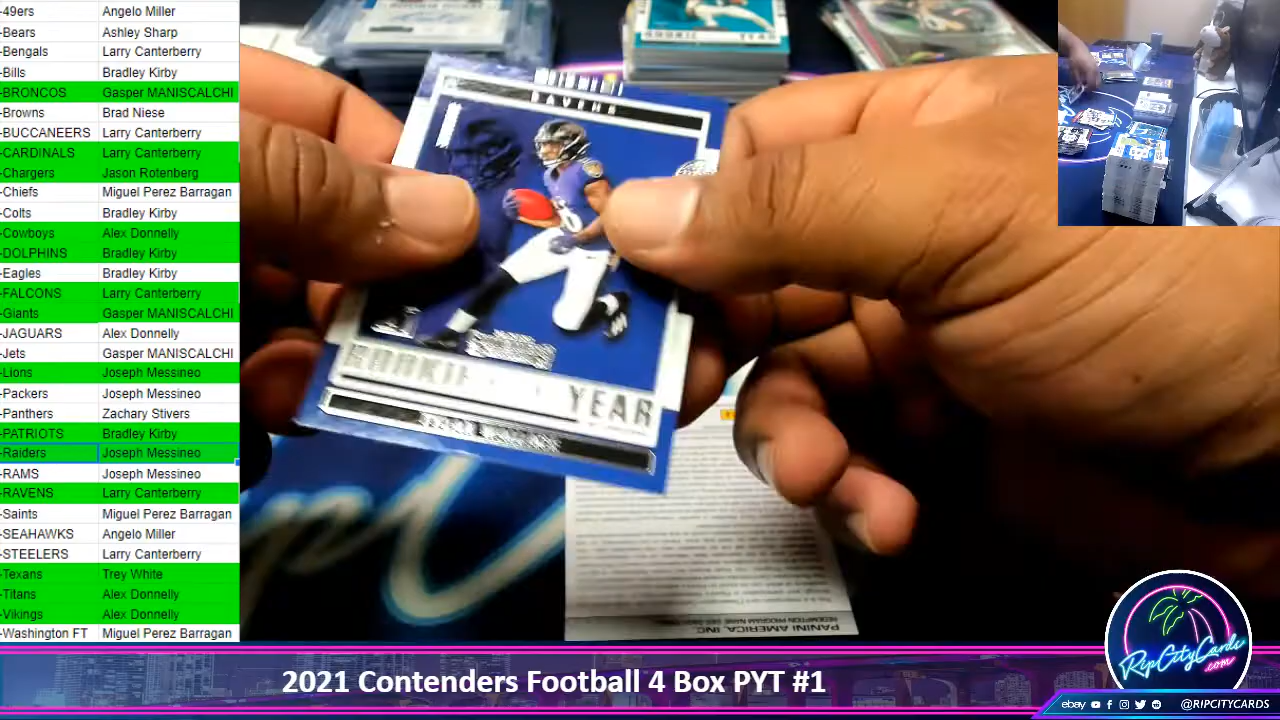 -49ers Angelo Miller
-Bears Ashley Sharp
-Bengals Larry Canterberry
-Bills Bradley Kirby
-BRONCOS Gasper MANISCALCHI
-Browns Brad Niese
-BUCCANEERS Larry Canterberry
-CARDINALS Larry Canterberry
-Chargers Jason Rotenberg
-Chiefs Miguel Perez Barragan
-Colts Bradley Kirby
-Cowboys Alex Donnelly
-DOLPHINS Bradley Kirby
-Eagles Bradley Kirby
-FALCONS Larry Canterberry
-Giants Gasper MANISCALCHI
-JAGUARS Alex Donnelly
-Jets Gasper MANISCALCHI
-Lions Joseph Messineo
-Packers Joseph Messineo
-Panthers Zachary Stivers
-PATRIOTS Bradley Kirby
-Raiders Joseph Messineo
-RAMS Joseph Messineo
-RAVENS Larry Canterberry
-Saints Miguel Perez Barragan
-SEAHAWKS Angelo Miller
-STEELERS Larry Canterberry
-Texans Trey White
-Titans Alex Donnelly
-Vikings Alex Donnelly
-Washington FT Miguel Perez Barragan
ROOKIE YEAR
RAVENS
ROOKIE YEAR
PANINI AMERICA, INC.
RipCityCards
.com
2021 Contenders Football 4 Box PYT #1
ebay @RIPCITYCARDS